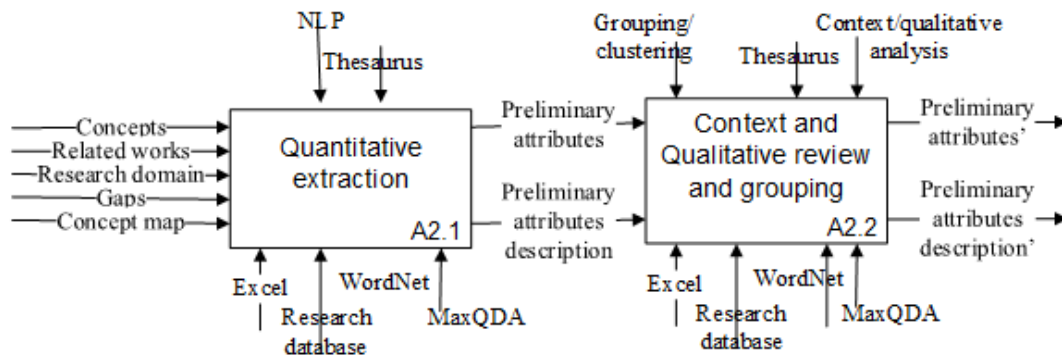 NLP
Thesaurus
Grouping/
clustering
Thesaurus
Context/qualitative
analysis
Concepts
Related works
Research domain
Gaps
Concept map
Quantitative
extraction
A2.1
Preliminary
attributes
Preliminary
attributes
description
Context and
Qualitative review
and grouping
A2.2
Preliminary
attributes’
Preliminary
attributes
description’
Excel
WordNet
Research
database
MaxQDA
Excel
WordNet
Research
database
MaxQDA